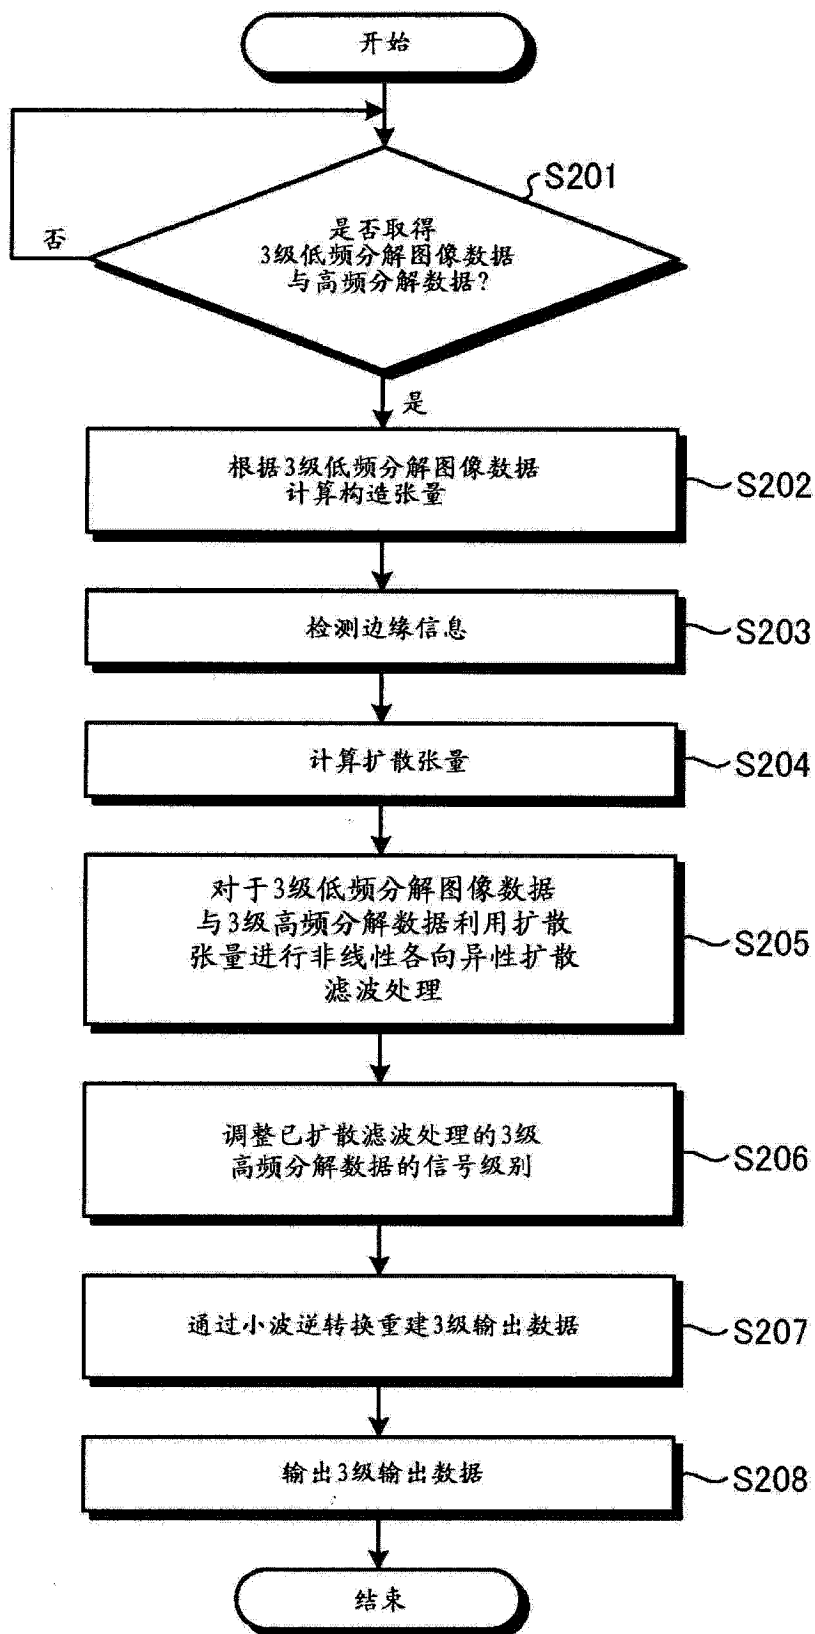 开始
S201
是否取得
3级低频分解图像数据
与高频分解数据?
否
是
根据3级低频分解图像数据
计算构造张量
S202
检测边缘信息
S203
计算扩散张量
S204
对于3级低频分解图像数据
与3级高频分解数据利用扩散
张量进行非线性各向异性扩散
滤波处理
S205
调整已扩散滤波处理的3级
高频分解数据的信号级别
S206
通过小波逆转换重建3级输出数据
S207
输出3级输出数据
S208
结束